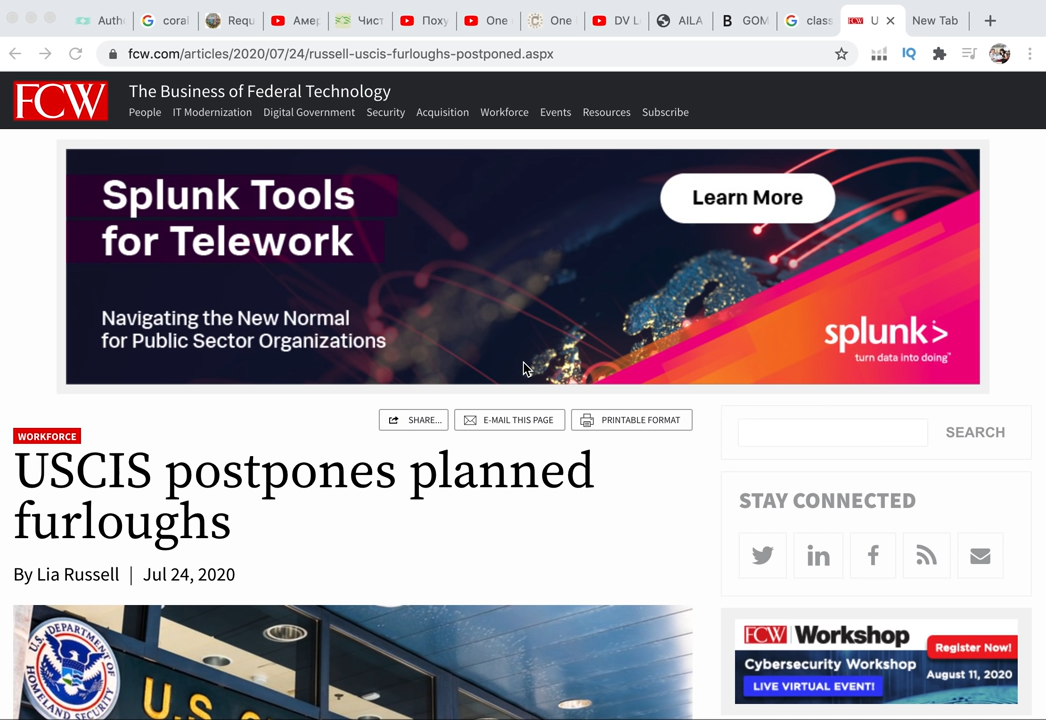 Auth
coral
Requ
Амер
Чист
Поху
One
One
DV L
AILA
GOM
class
U
New Tab
fcw.com/articles/2020/07/24/russell-uscis-furloughs-postponed.aspx
IQ
FCW
The Business of Federal Technology
People IT Modernization Digital Government Security Acquisition Workforce Events Resources Subscribe
Splunk Tools
for Telework
Learn More
Navigating the New Normal
for Public Sector Organizations
splunk>
turn data into doing™
SHARE... E-MAIL THIS PAGE PRINTABLE FORMAT
WORKFORCE
USCIS postpones planned
furloughs
By Lia Russell | Jul 24, 2020
U.S. DEPARTMENT
HOMELAND SECURITY
U.S.
SEARCH
STAY CONNECTED
FCW Workshop
Register Now!
Cybersecurity Workshop
August 11, 2020
LIVE VIRTUAL EVENT!